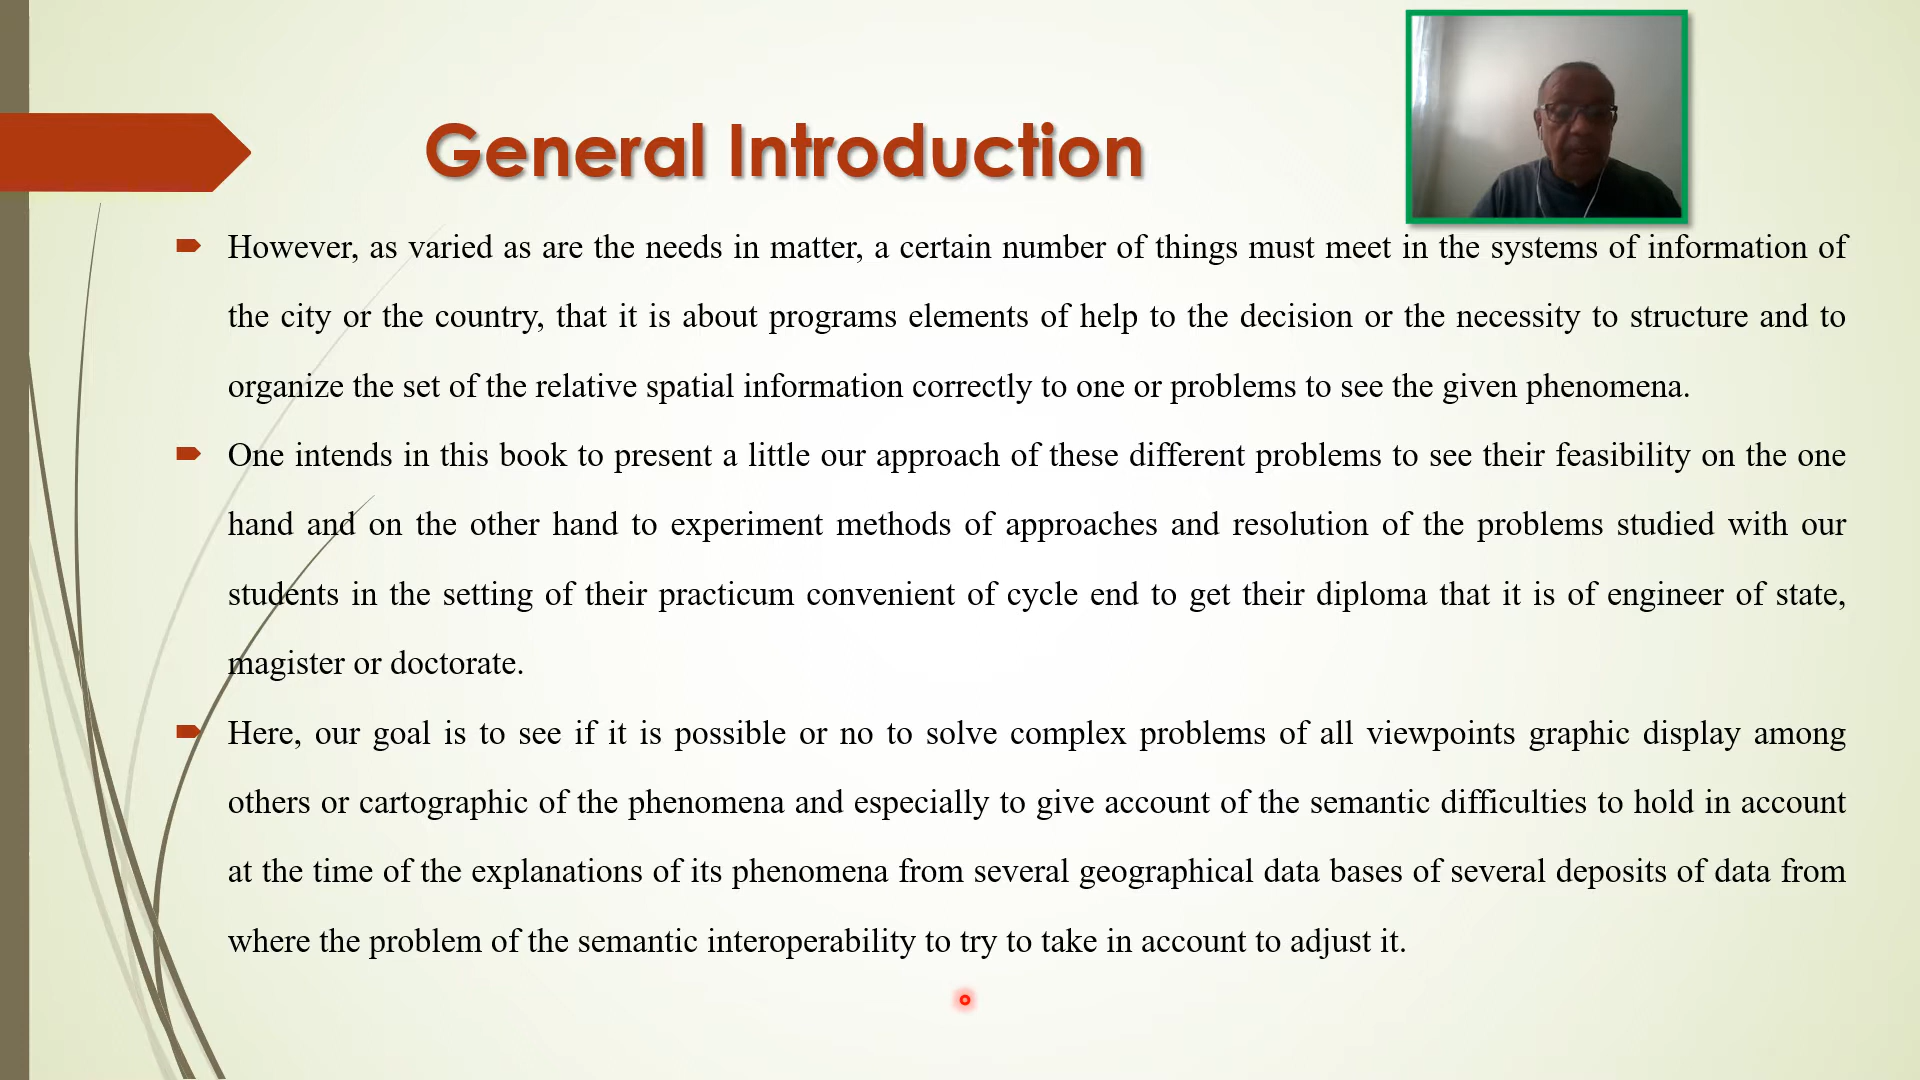 General Introduction
However, as varied as are the needs in matter, a certain number of things must meet in the systems of information of
the city or the country, that it is about programs elements of help to the decision or the necessity to structure and to
organize the set of the relative spatial information correctly to one or problems to see the given phenomena.
One intends in this book to present a little our approach of these different problems to see their feasibility on the one
hand and on the other hand to experiment methods of approaches and resolution of the problems studied with our
students in the setting of their practicum convenient of cycle end to get their diploma that it is of engineer of state,
magister or doctorate.
Here, our goal is to see if it is possible or no to solve complex problems of all viewpoints graphic display among
others or cartographic of the phenomena and especially to give account of the semantic difficulties to hold in account
at the time of the explanations of its phenomena from several geographical data bases of several deposits of data from
where the problem of the semantic interoperability to try to take in account to adjust it.